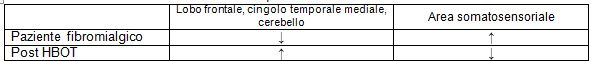 Lobo frontale, cingolo temporale mediale,
cerebello
Area somatosensoriale
Paziente fibromialgico ↓ ↑
Post HBOT ↑ ↓